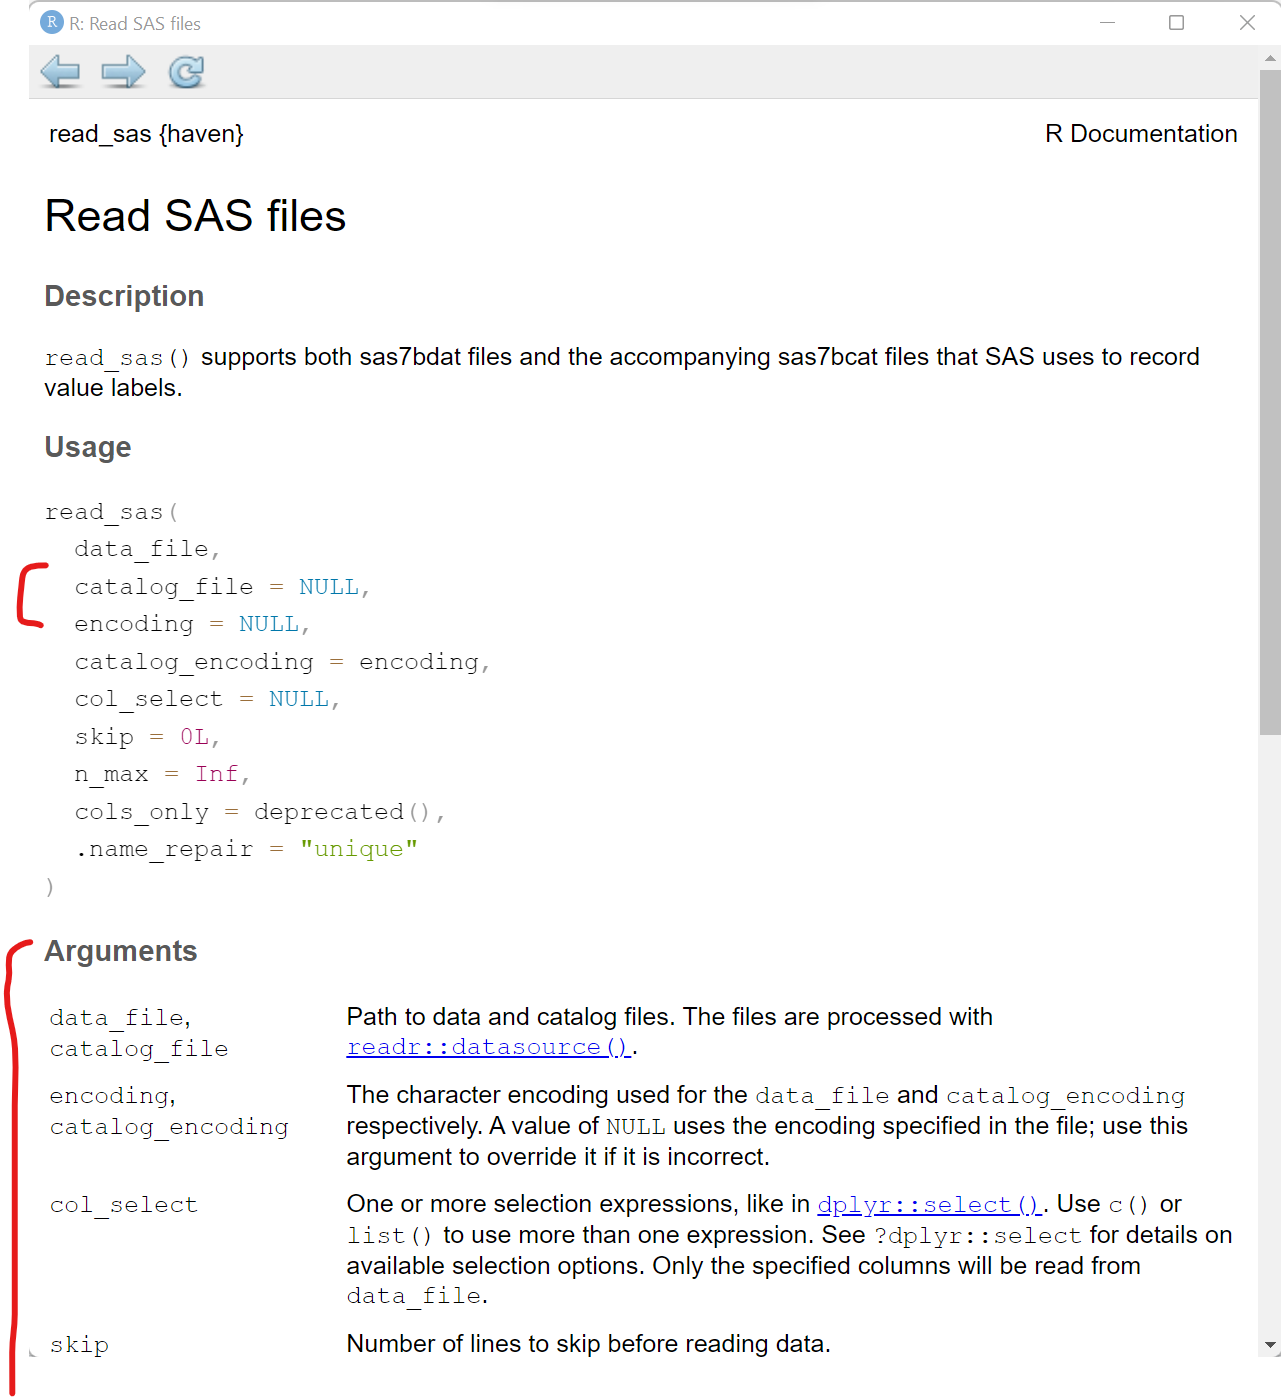 R R: Read SAS files
read_sas {haven} R Documentation
Read SAS files
Description
read_sas() supports both sas7bdat files and the accompanying sas7bcat files that SAS uses to record
value labels.
Usage
read_sas(
  data_file,
  catalog_file = NULL,
  encoding = NULL,
  catalog_encoding = encoding,
  col_select = NULL,
  skip = 0L,
  n_max = Inf,
  cols_only = deprecated(),
  .name_repair = "unique"
)
Arguments
data_file, Path to data and catalog files. The files are processed with
catalog_file readr::datasource().
encoding, The character encoding used for the data_file and catalog_encoding
catalog_encoding respectively. A value of NULL uses the encoding specified in the file; use this
argument to override it if it is incorrect.
col_select One or more selection expressions, like in dplyr::select(). Use c() or
list() to use more than one expression. See ?dplyr::select for details on
available selection options. Only the specified columns will be read from
data_file.
skip Number of lines to skip before reading data.